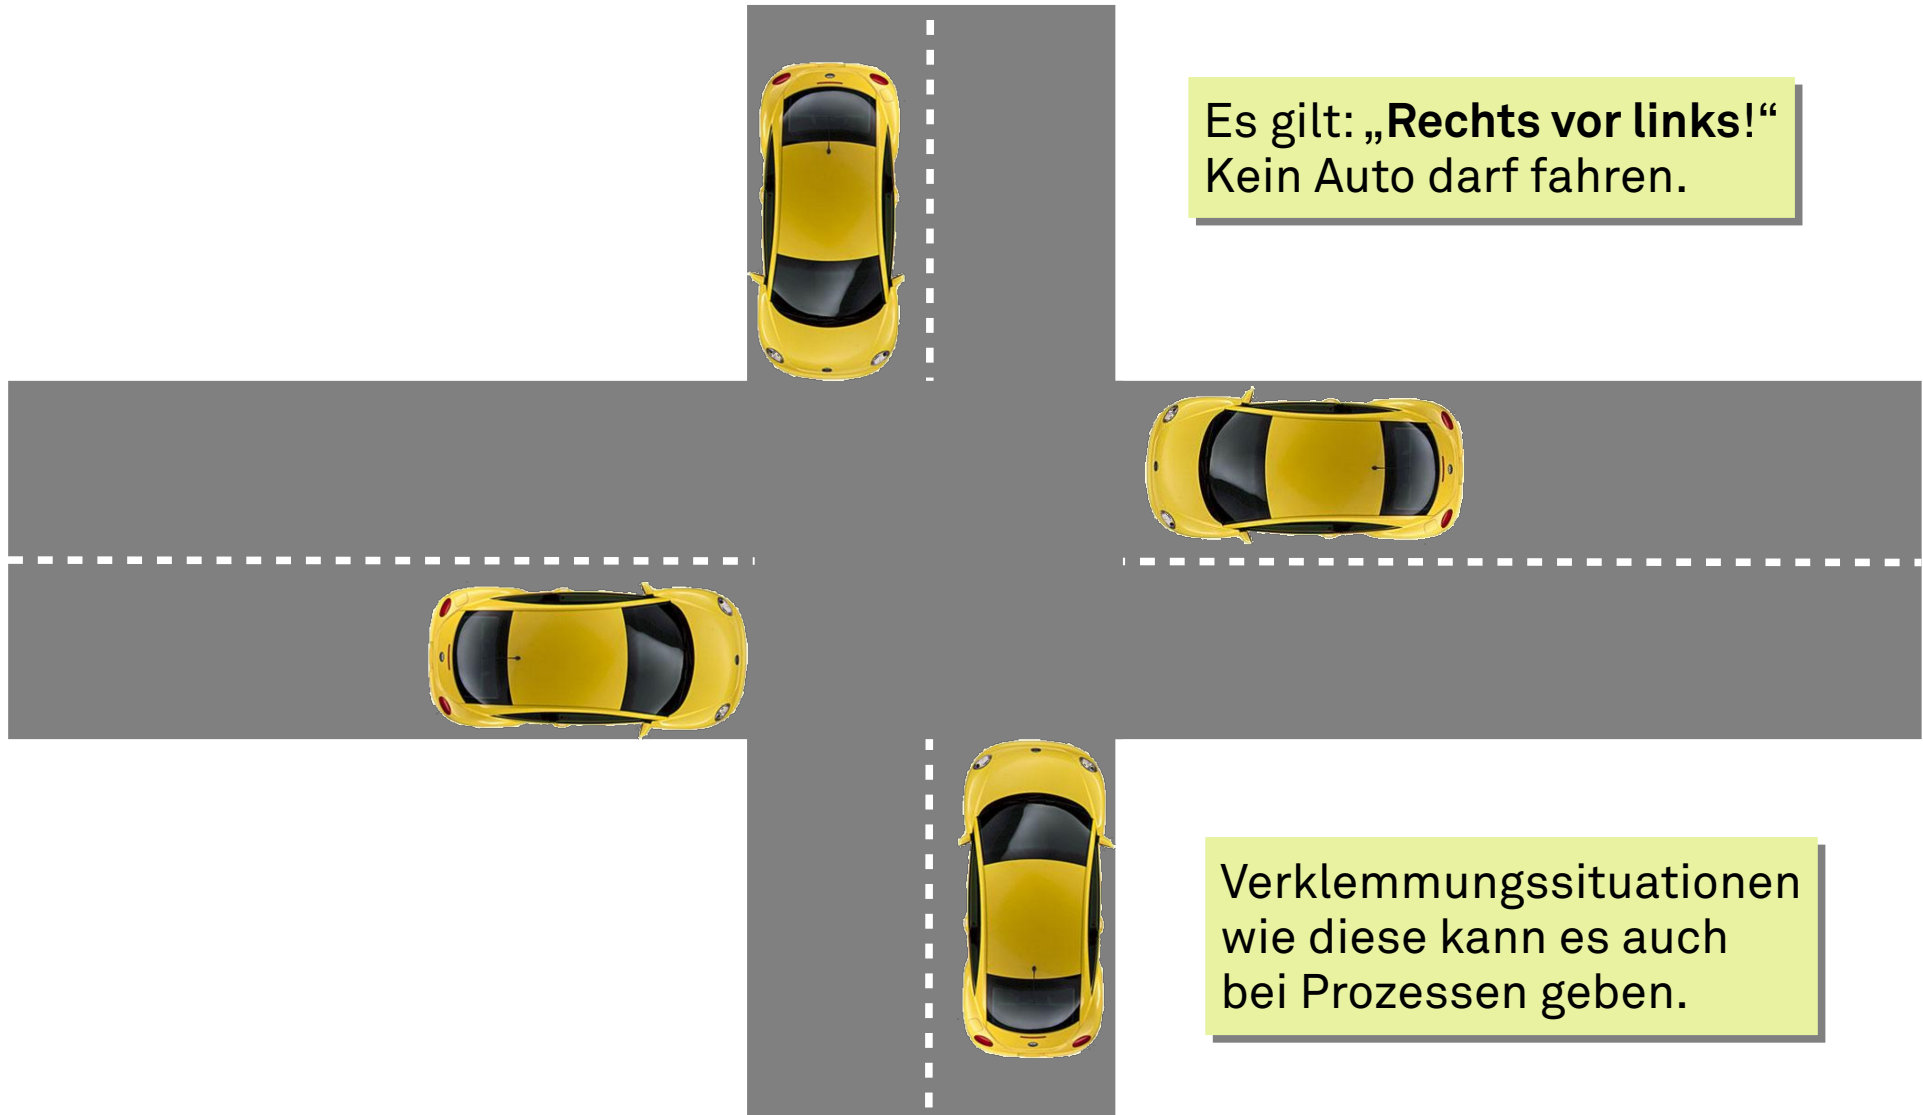 Es gilt: „Rechts vor links!“
Kein Auto darf fahren.
Verklemmungssituationen
wie diese kann es auch
bei Prozessen geben.